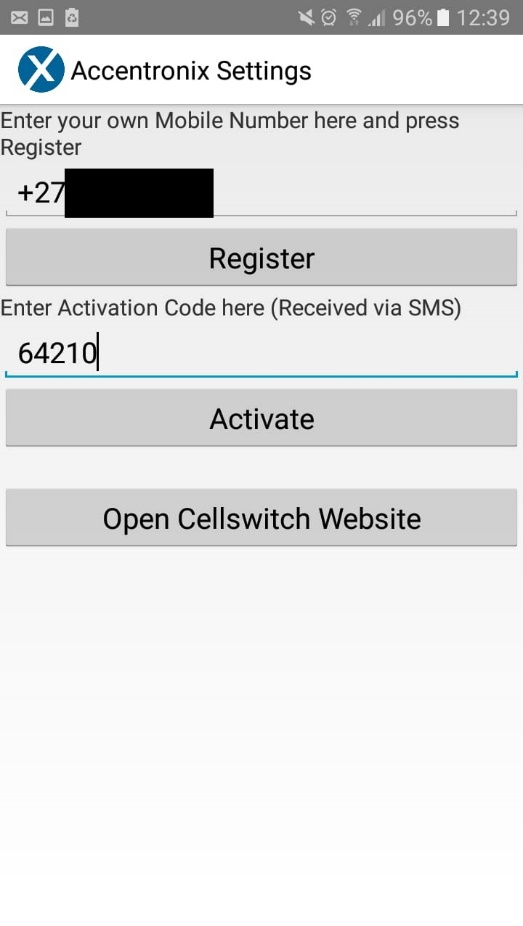 96% 12:39
Accentronix Settings
Enter your own Mobile Number here and press
Register
+27
Register
Enter Activation Code here (Received via SMS)
64210
Activate
Open Cellswitch Website